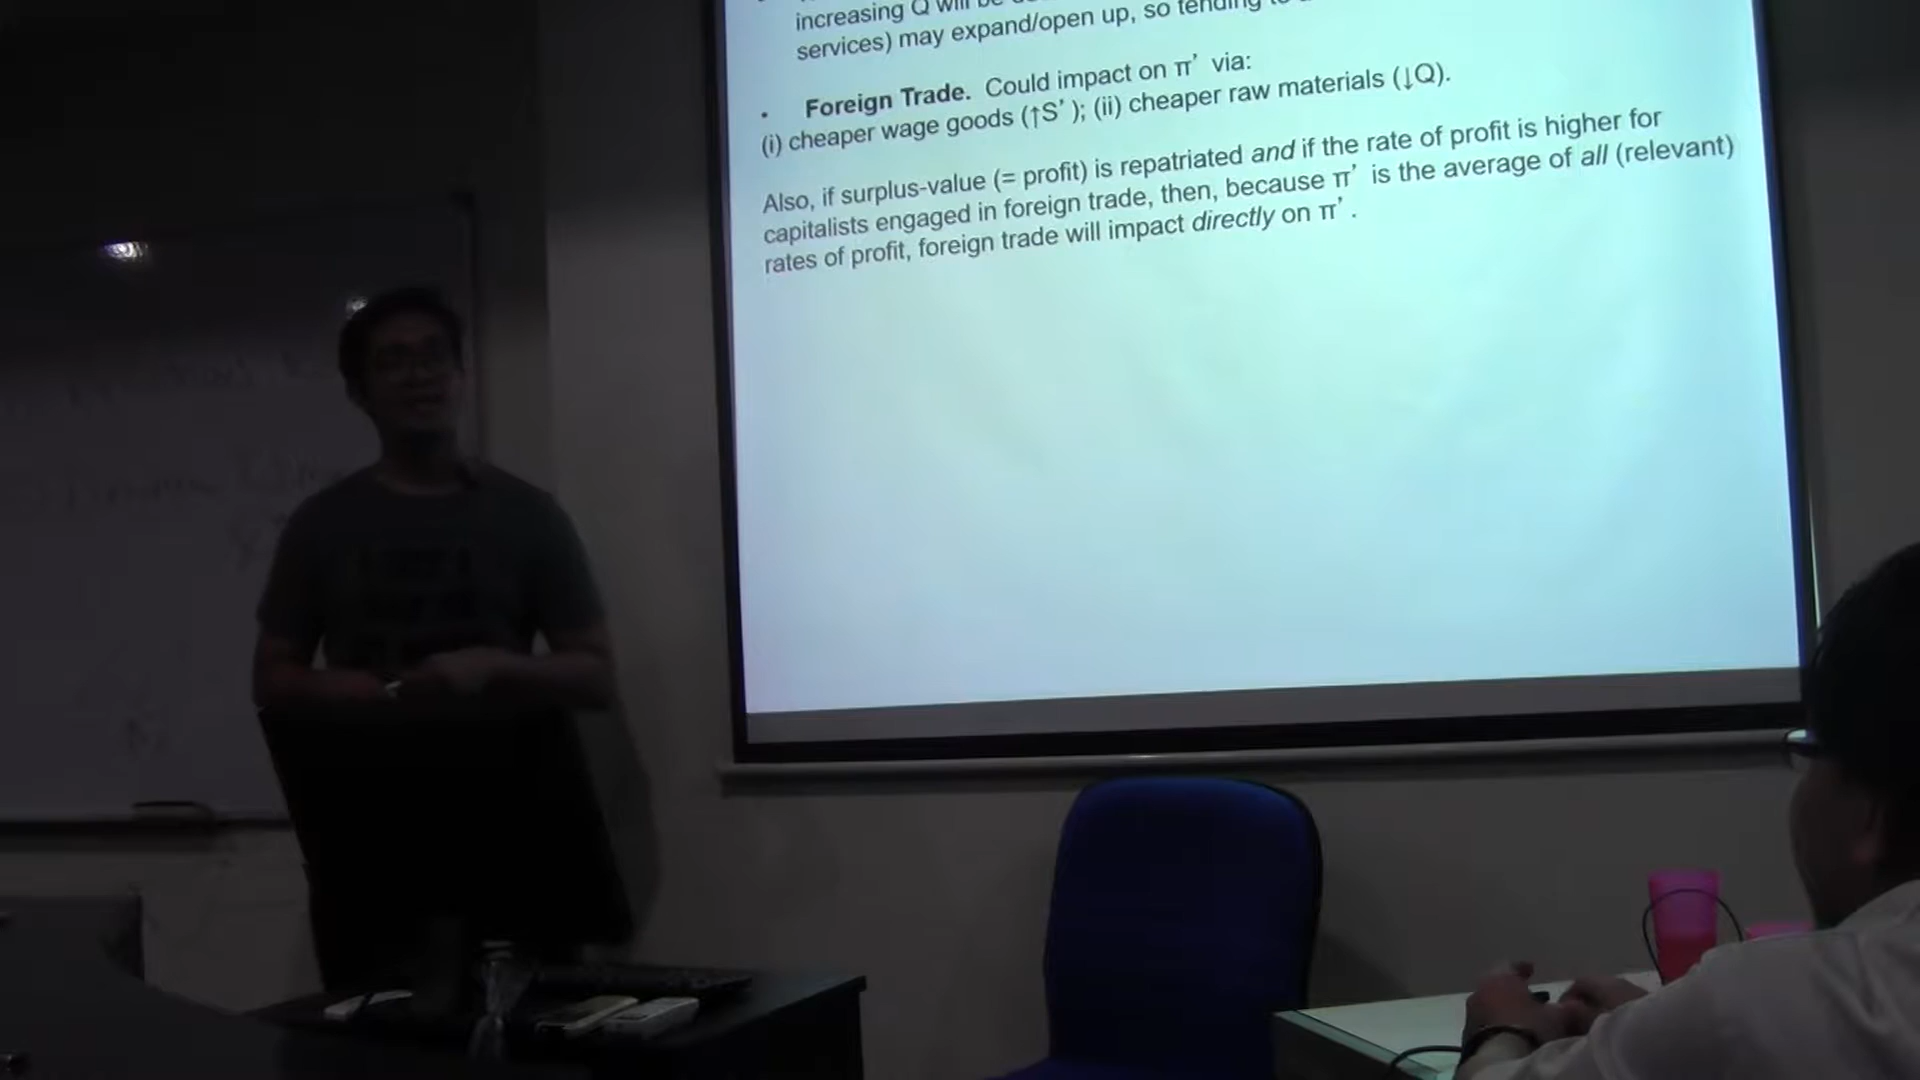 increasing Q will be
services) may expand/open up, so tending to
• Foreign Trade. Could impact on π’ via:
(i) cheaper wage goods (↑S’ ); (ii) cheaper raw materials (↓Q).
Also, if surplus-value (= profit) is repatriated and if the rate of profit is higher for
capitalists engaged in foreign trade, then, because π’ is the average of all (relevant)
rates of profit, foreign trade will impact directly on π’ .